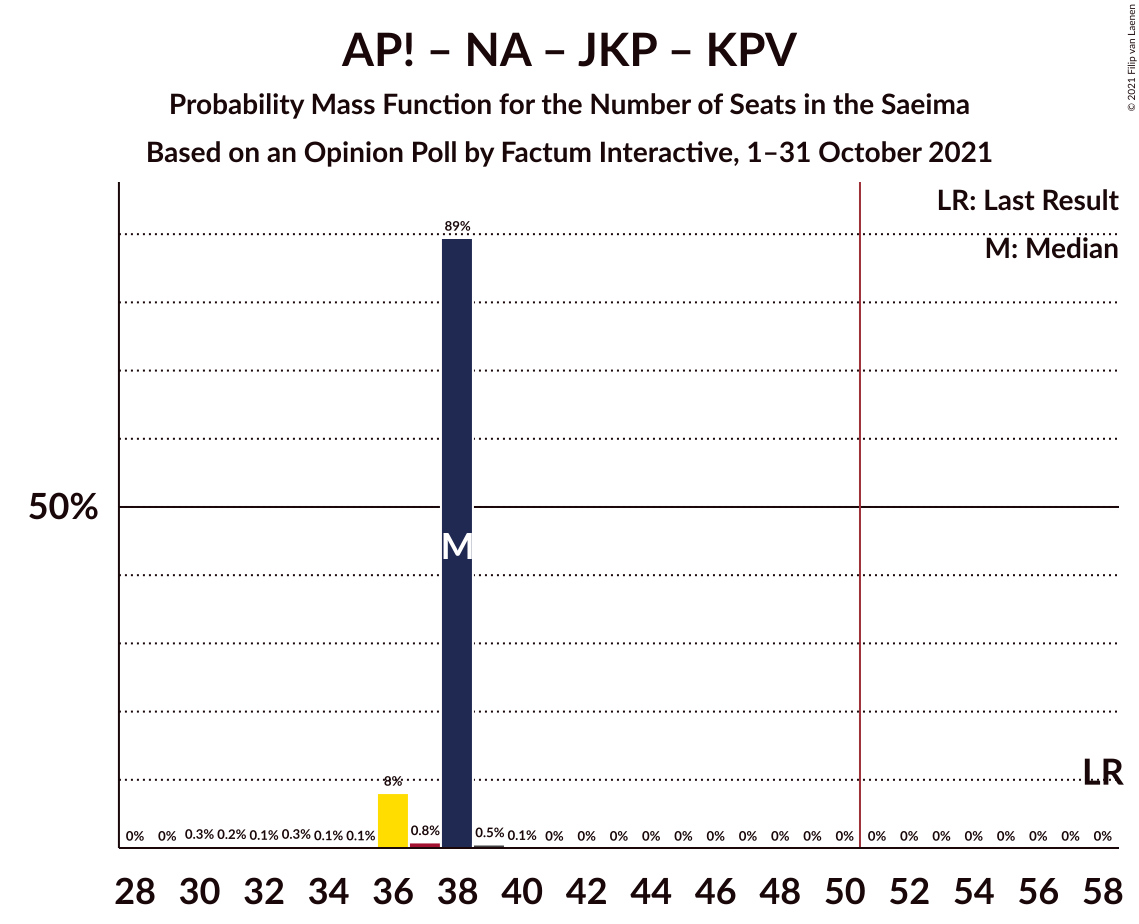 AP! – NA – JKP – KPV
Probability Mass Function for the Number of Seats in the Saeima
Based on an Opinion Poll by Factum Interactive, 1–31 October 2021
© 2021 Filip van Laenen
LR: Last Result
M: Median
89%
50%
M
LR
8%
0% 0% 0.3% 0.2% 0.1% 0.3% 0.1% 0.1% 0.8% 0.5% 0.1% 0% 0% 0% 0% 0% 0% 0% 0% 0% 0% 0% 0% 0% 0% 0% 0% 0% 0%
28 30 32 34 36 38 40 42 44 46 48 50 52 54 56 58